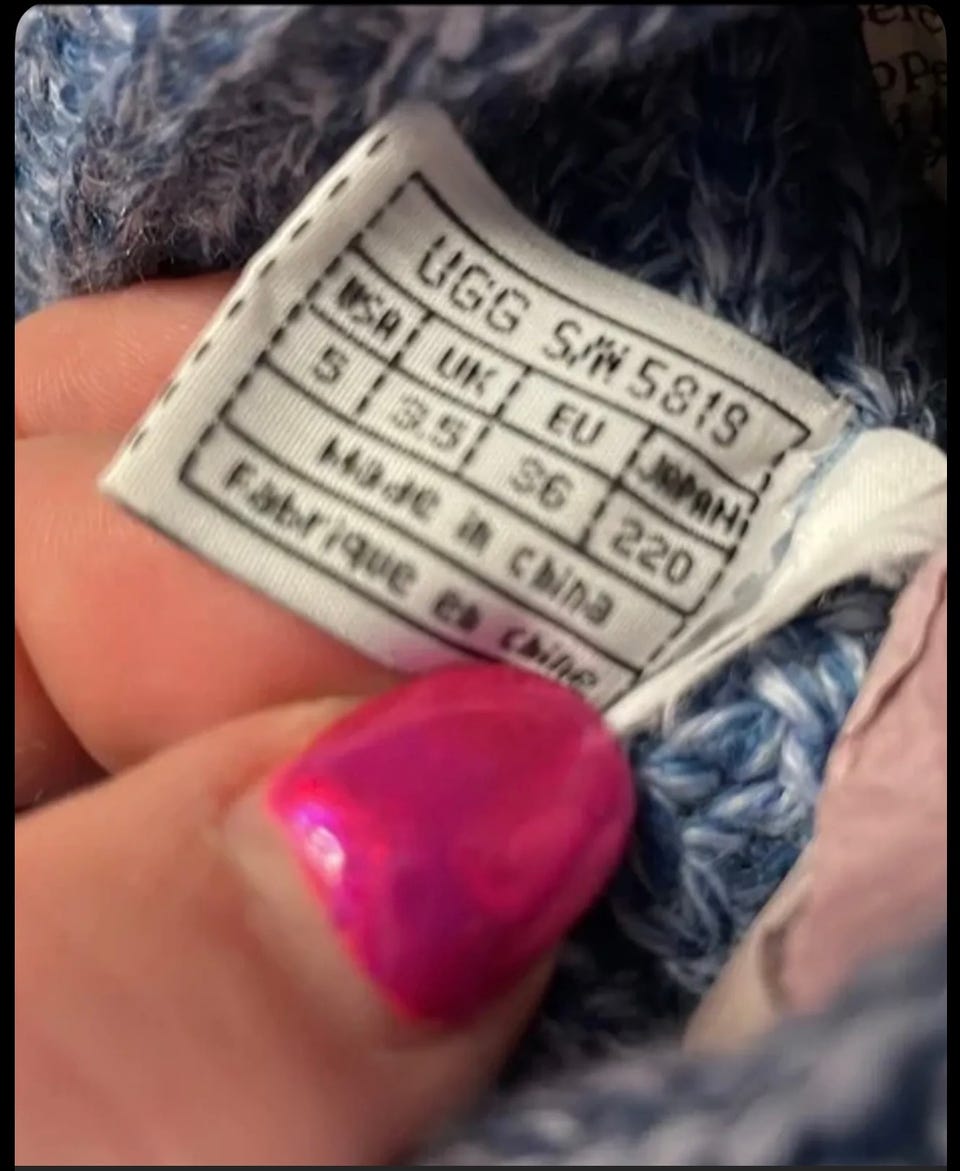 UGG S/N 5819
USA UK EU JAPAN
5 3.5 36 220
Made in china
Fabrique en chine